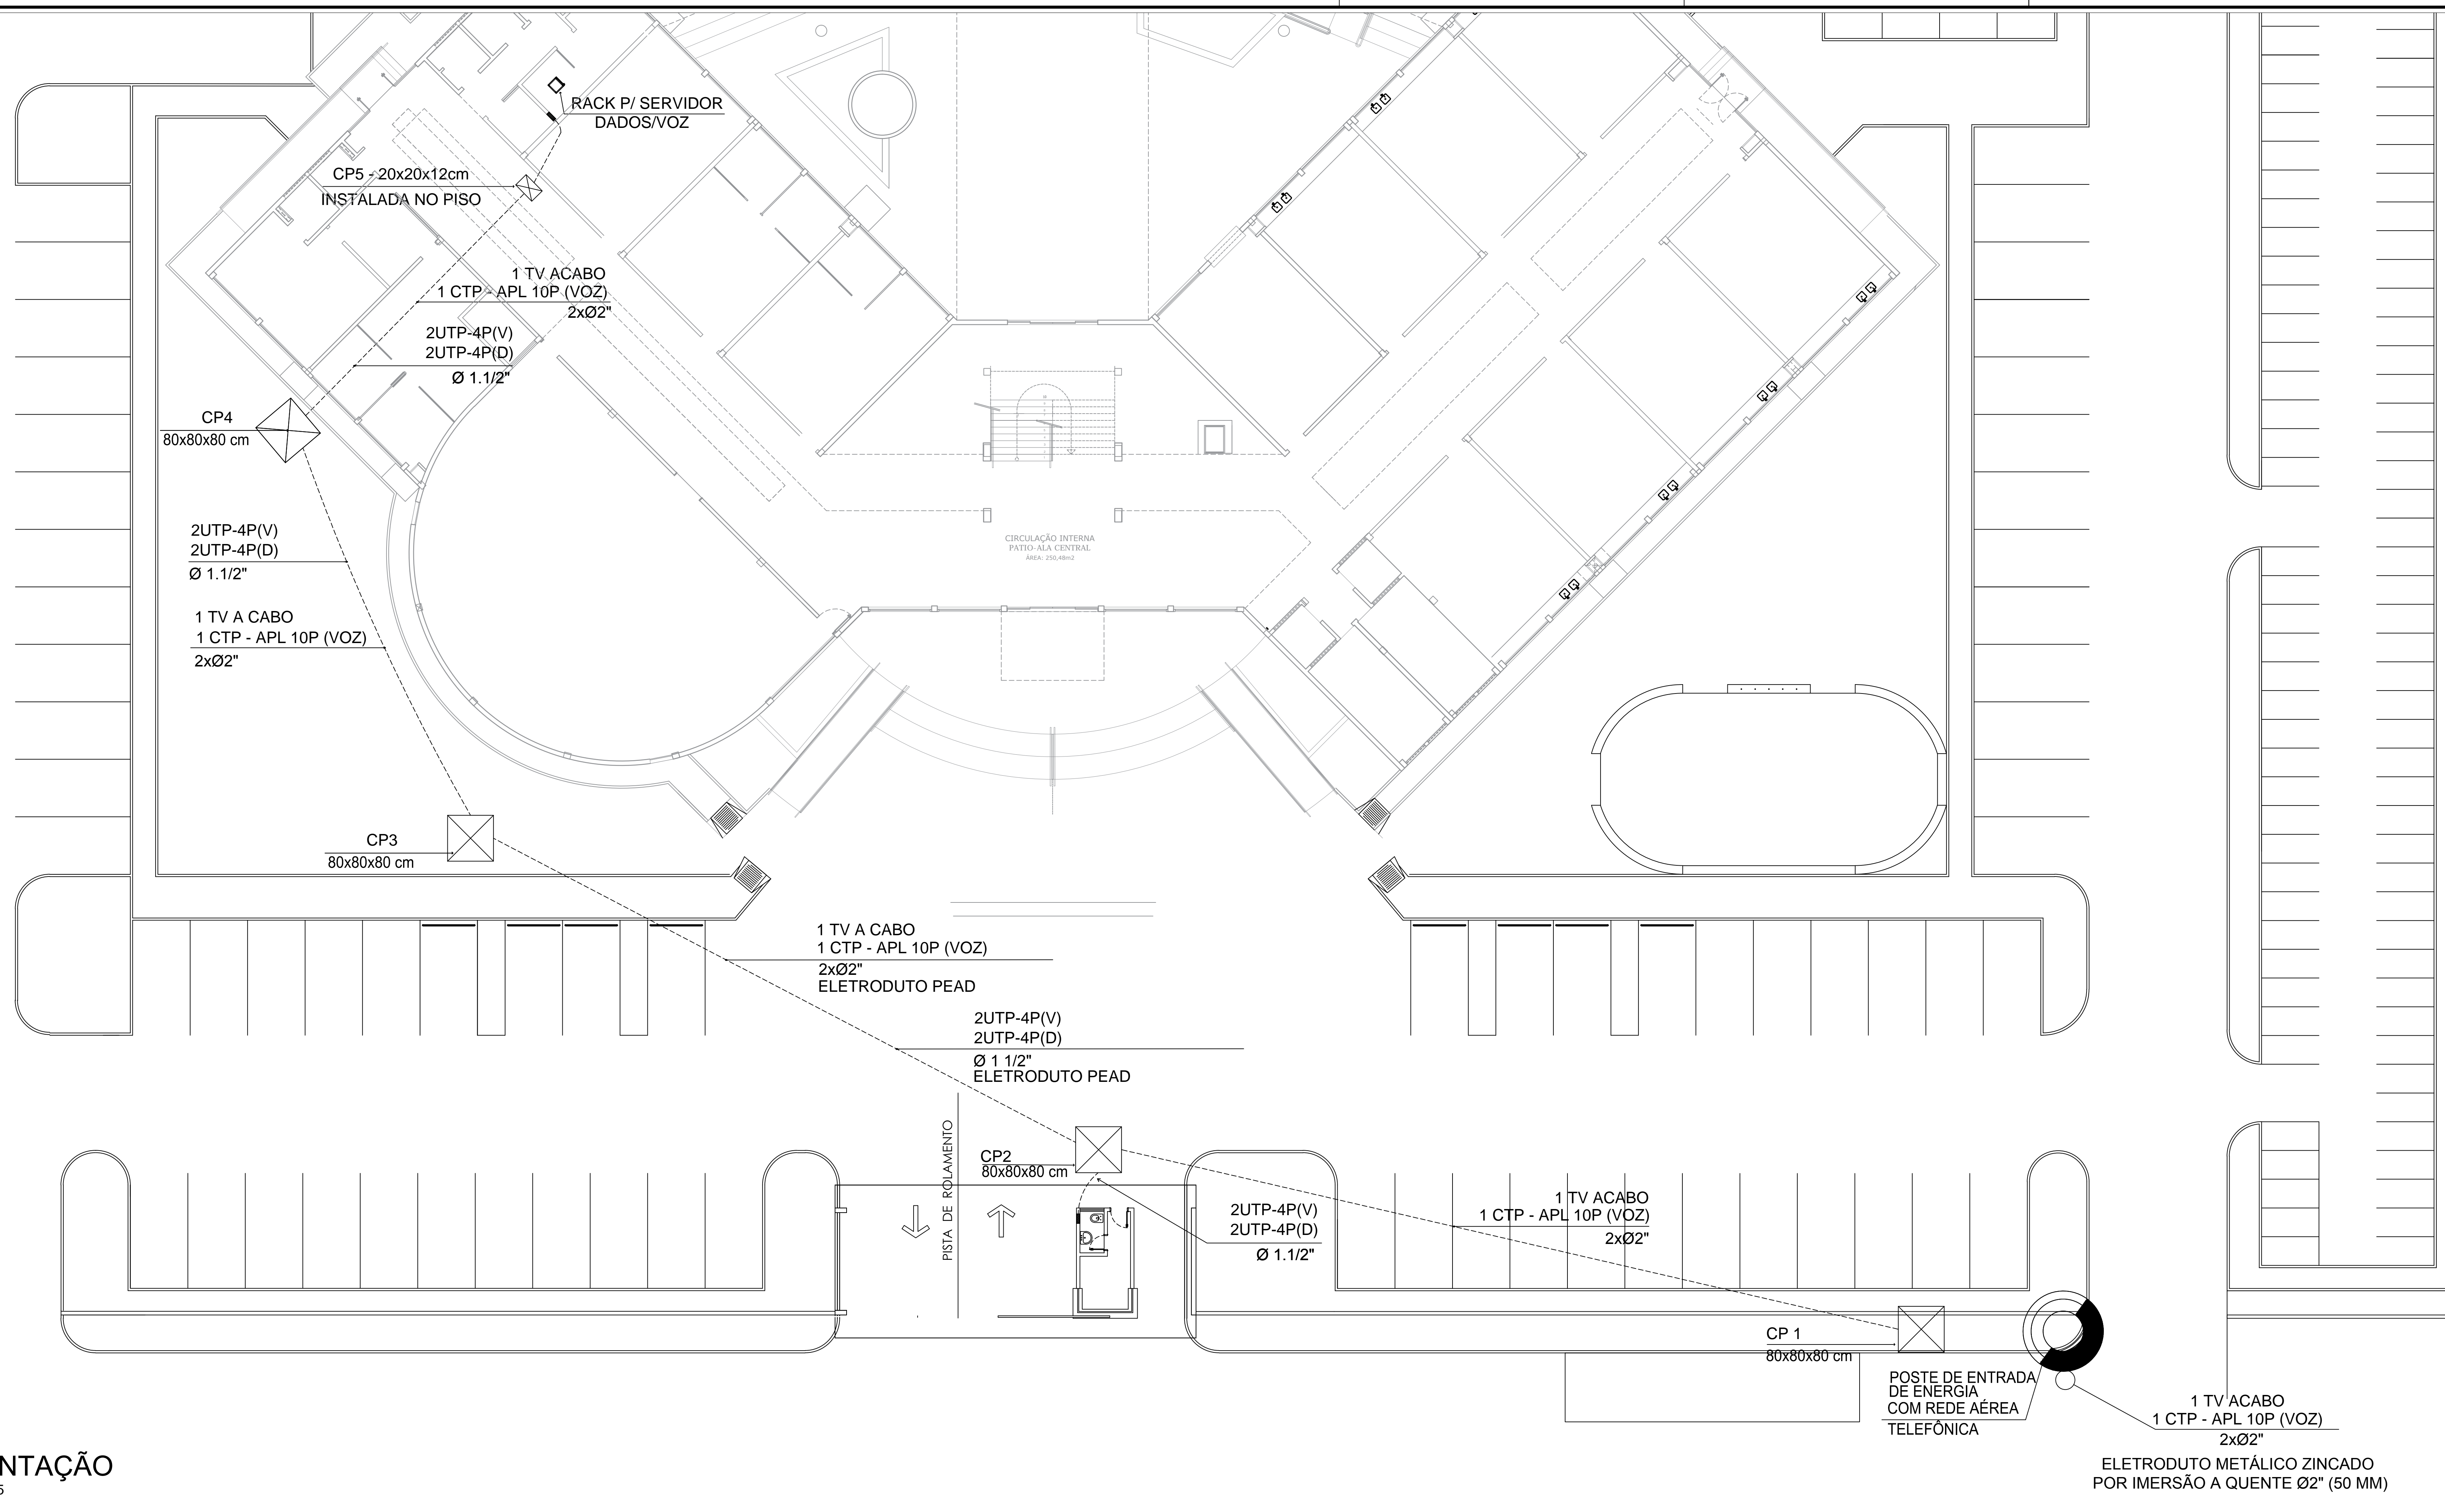 RACK P/ SERVIDOR
DADOS/VOZ
CP5 - 20x20x12cm
INSTALADA NO PISO
1 TV ACABO
1 CTP - APL 10P (VOZ)
2xØ2"
2UTP-4P(V)
2UTP-4P(D)
Ø 1.1/2"
CP4
80x80x80 cm
2UTP-4P(V)
2UTP-4P(D)
Ø 1.1/2"
1 TV A CABO
1 CTP - APL 10P (VOZ)
2xØ2"
CIRCULAÇÃO INTERNA
PATIO-ALA CENTRAL
ÁREA: 250,48m2
CP3
80x80x80 cm
1 TV A CABO
1 CTP - APL 10P (VOZ)
2xØ2"
ELETRODUTO PEAD
2UTP-4P(V)
2UTP-4P(D)
Ø 1 1/2"
ELETRODUTO PEAD
PISTA DE ROLAMENTO
CP2
80x80x80 cm
2UTP-4P(V)
2UTP-4P(D)
Ø 1.1/2"
1 TV ACABO
1 CTP - APL 10P (VOZ)
2xØ2"
CP 1
80x80x80 cm
POSTE DE ENTRADA
DE ENERGIA
COM REDE AÉREA
TELEFÔNICA
1 TV ACABO
1 CTP - APL 10P (VOZ)
2xØ2"
ELETRODUTO METÁLICO ZINCADO
POR IMERSÃO A QUENTE Ø2" (50 MM)
NTAÇÃO